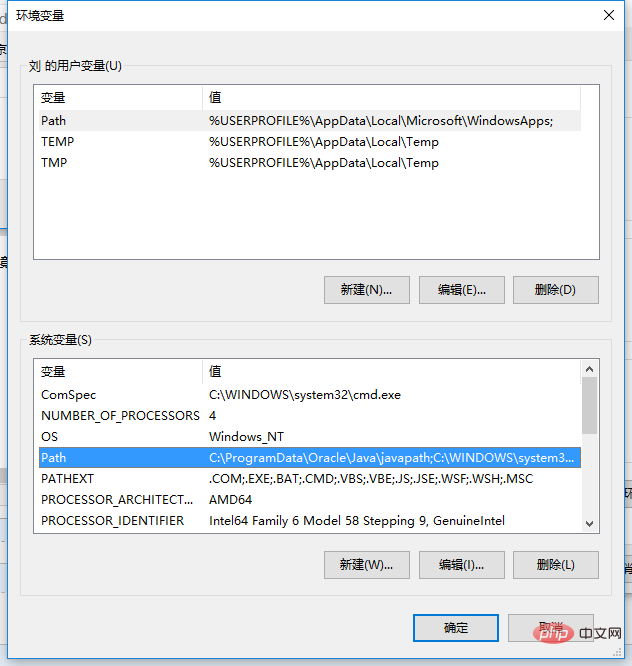 环境变量
刘 的用户变量(U)
变量 值
Path %USERPROFILE%\AppData\Local\Microsoft\WindowsApps;
TEMP %USERPROFILE%\AppData\Local\Temp
TMP %USERPROFILE%\AppData\Local\Temp
新建(N)... 编辑(E)... 删除(D)
系统变量(S)
变量 值
ComSpec C:\WINDOWS\system32\cmd.exe
NUMBER_OF_PROCESSORS 4
OS Windows_NT
Path C:\ProgramData\Oracle\Java\javapath;C:\WINDOWS\system3...
PATHEXT .COM;.EXE;.BAT;.CMD;.VBS;.VBE;.JS;.JSE;.WSF;.WSH;.MSC
PROCESSOR_ARCHITECT... AMD64
PROCESSOR_IDENTIFIER Intel64 Family 6 Model 58 Stepping 9, GenuineIntel
新建(W)... 编辑(I)... 删除(L)
确定 取消
php 中文网